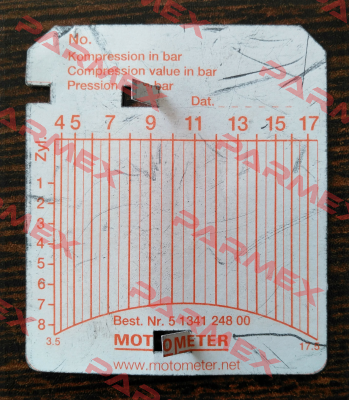 No.
Kompression in bar
Compression value in bar
Pression bar
Dat.
4 5 7 9 11 13 15 17
Zyl.
1
2
3
4
5
6
7
8
3.5 17.5
Best. Nr. 5 1341 248 00
MOTOMETER
www.motometer.net
PARMEX
PARMEX
PARMEX
PARMEX
PARMEX
PARMEX